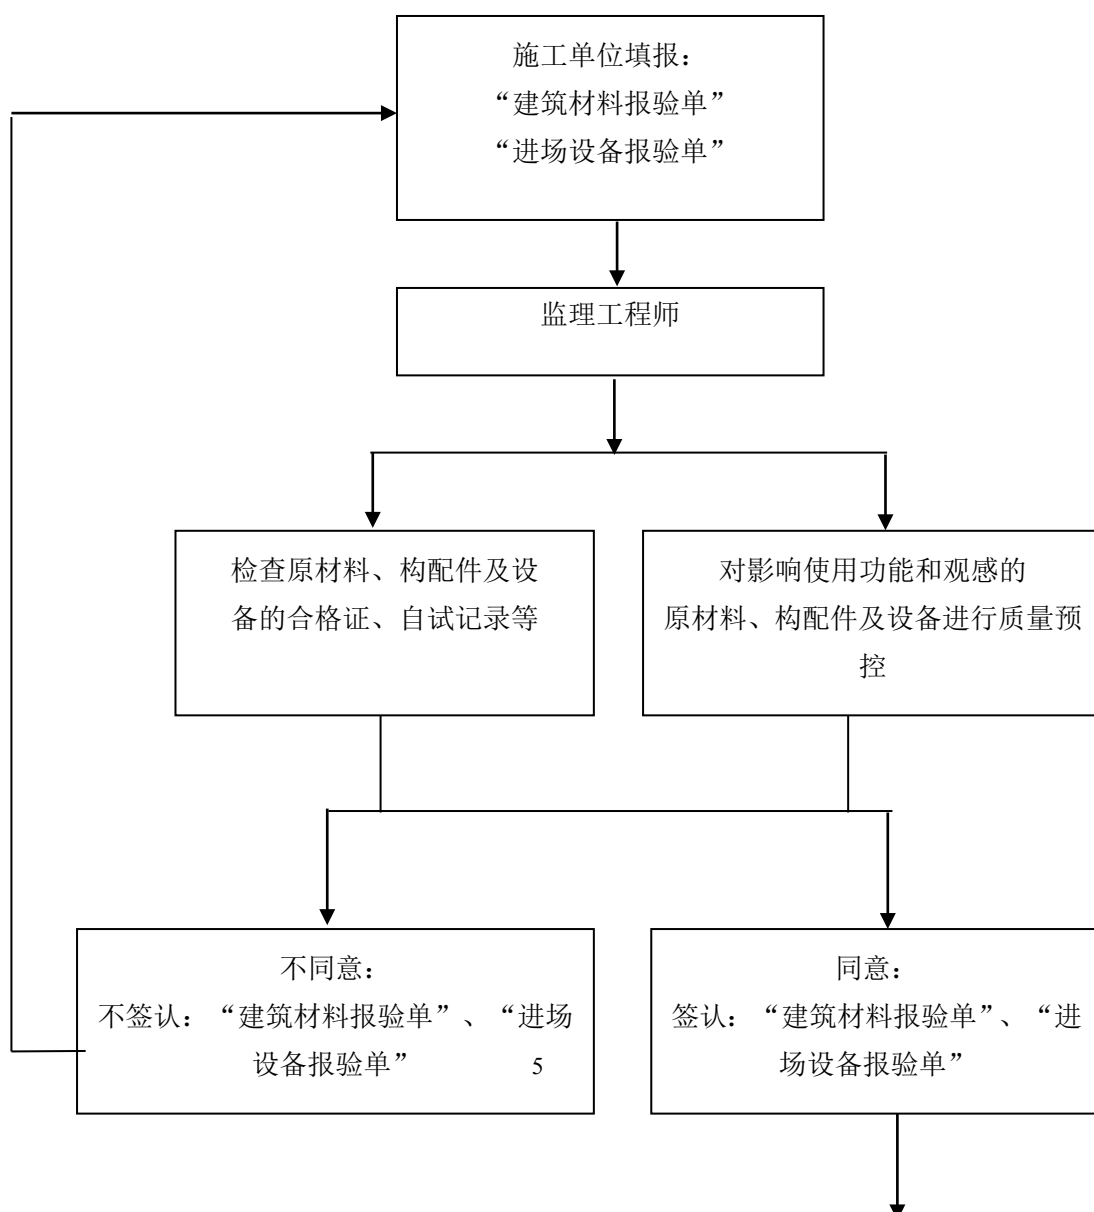 施工单位填报：
“建筑材料报验单”
“进场设备报验单”
监理工程师
检查原材料、构配件及设
备的合格证、自试记录等
对影响使用功能和观感的
原材料、构配件及设备进行质量预
控
不同意：
不签认：“建筑材料报验单”、“进场
设备报验单”
5
同意：
签认：“建筑材料报验单”、“进
场设备报验单”